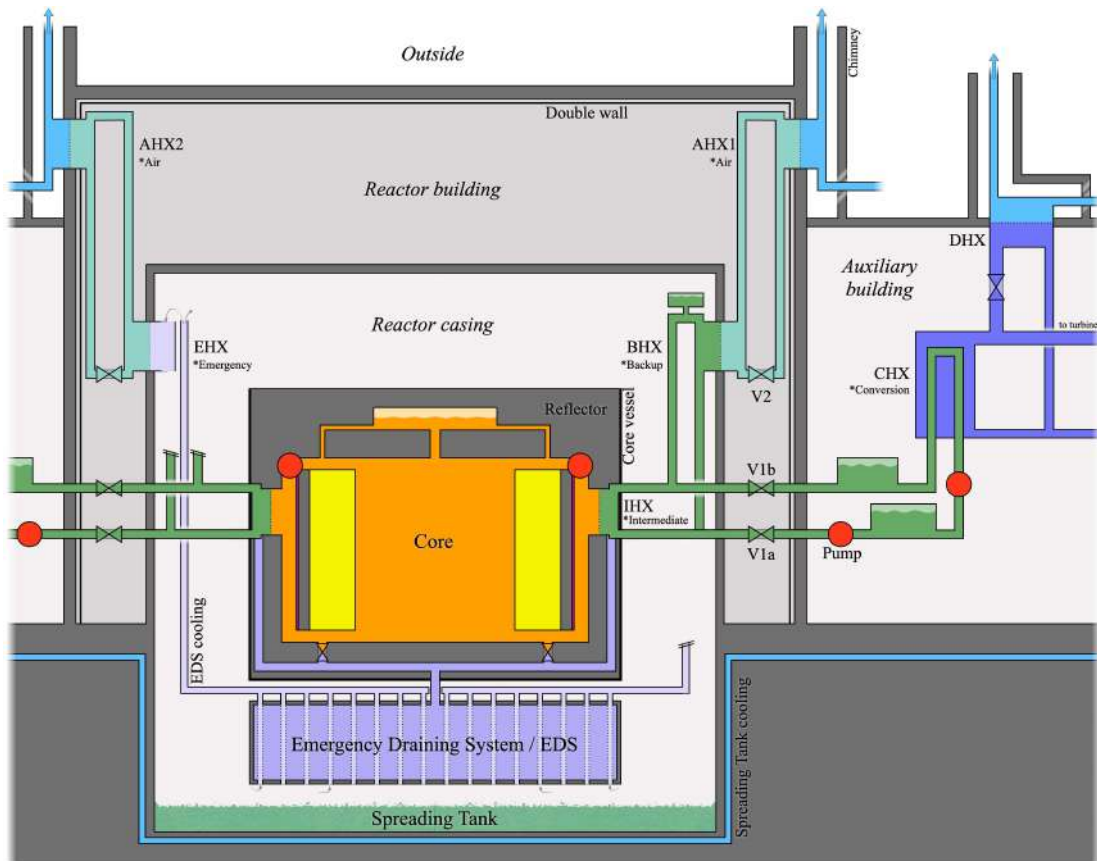 Outside
Chimney
Double wall
AHX2
*Air
AHX1
*Air
Reactor building
DHX
Auxiliary
building
Reactor casing
to turbine
EHX
*Emergency
BHX
*Backup
CHX
*Conversion
V2
Reflector
Core vessel
V1b
IHX
*Intermediate
Core
V1a
Pump
EDS cooling
Emergency Draining System / EDS
Spreading Tank
Spreading Tank cooling